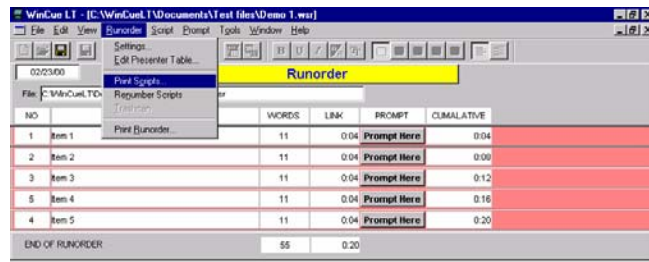 WinCue LT - [C:\WinCueLT\Documents\Test files\Demo 1.wsr]
File Edit View Runorder Script Prompt Tools Window Help
Settings...
Edit Presenter Table...
Print Scripts...
Renumber Scripts
Trashcan
Print Runorder...
B U I
02/23/00 Runorder
File: C:\WinCueLT\Do
NO WORDS LINK PROMPT CUMALATIVE
1 Item 1 11 0:04 Prompt Here 0:04
2 Item 2 11 0:04 Prompt Here 0:08
3 Item 3 11 0:04 Prompt Here 0:12
5 Item 4 11 0:04 Prompt Here 0:16
4 Item 5 11 0:04 Prompt Here 0:20
END OF RUNORDER 55 0:20